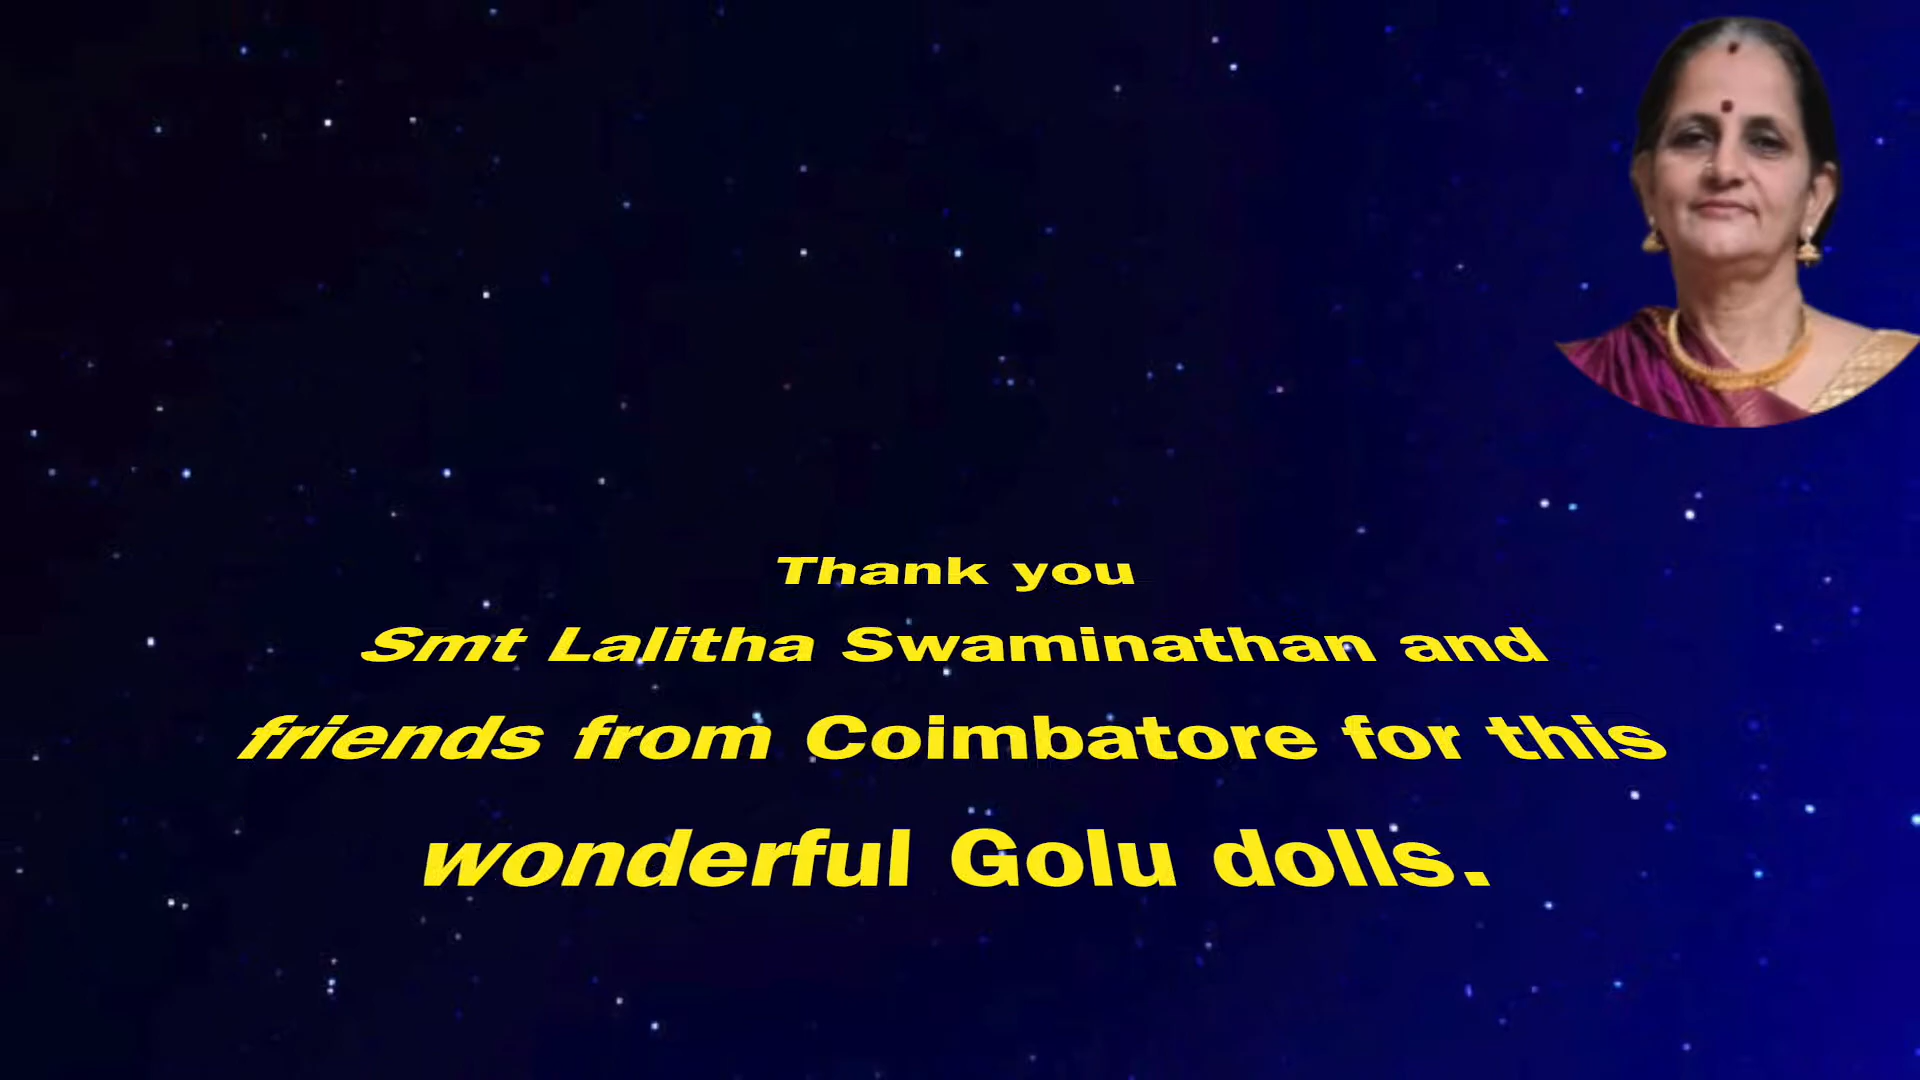 Thank you
Smt Lalitha Swaminathan and
friends from Coimbatore for this
wonderful Golu dolls.